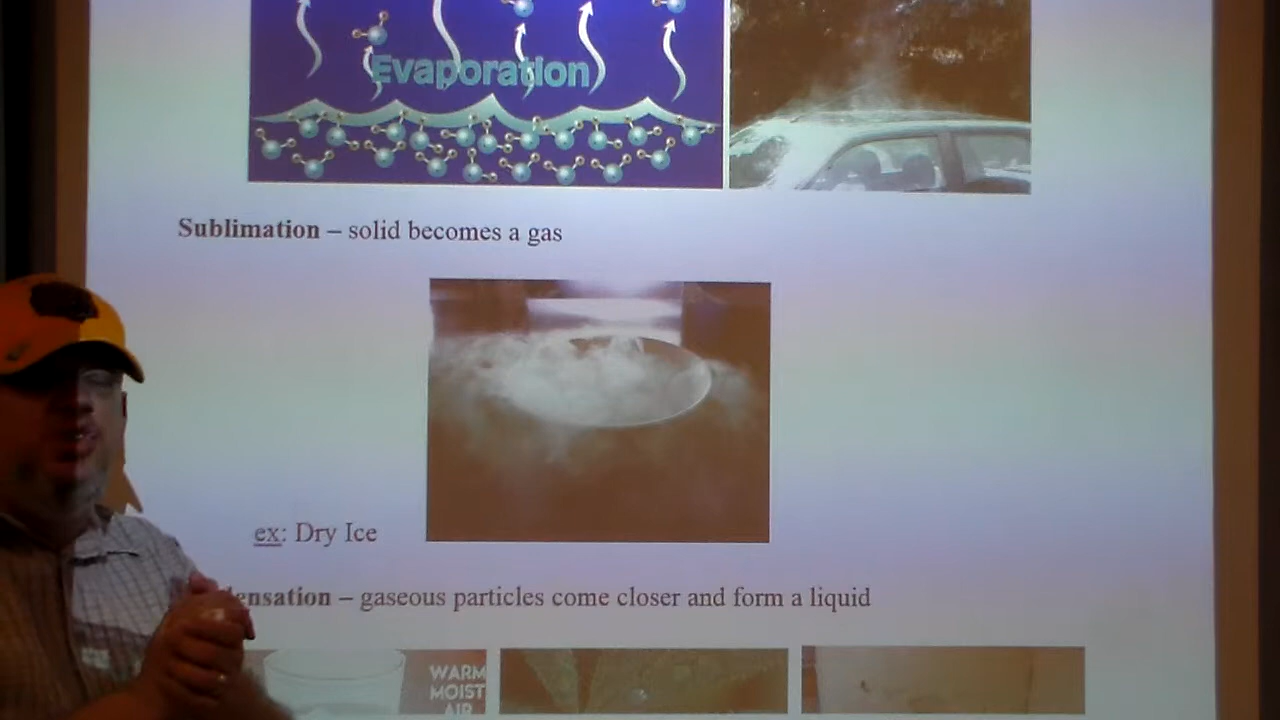 Evaporation
Sublimation – solid becomes a gas
ex: Dry Ice
ensation – gaseous particles come closer and form a liquid
WARM
MOIST
AIR